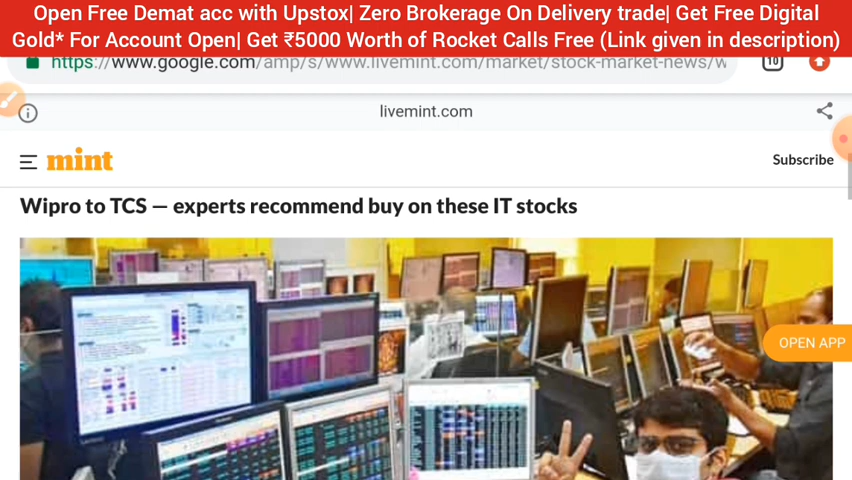 Open Free Demat acc with Upstox| Zero Brokerage On Delivery trade| Get Free Digital
Gold* For Account Open| Get ₹5000 Worth of Rocket Calls Free (Link given in description)
https://www.google.com/amp/s/www.livemint.com/market/stock-market-news/w
10
livemint.com
mint
Subscribe
Wipro to TCS — experts recommend buy on these IT stocks
OPEN APP